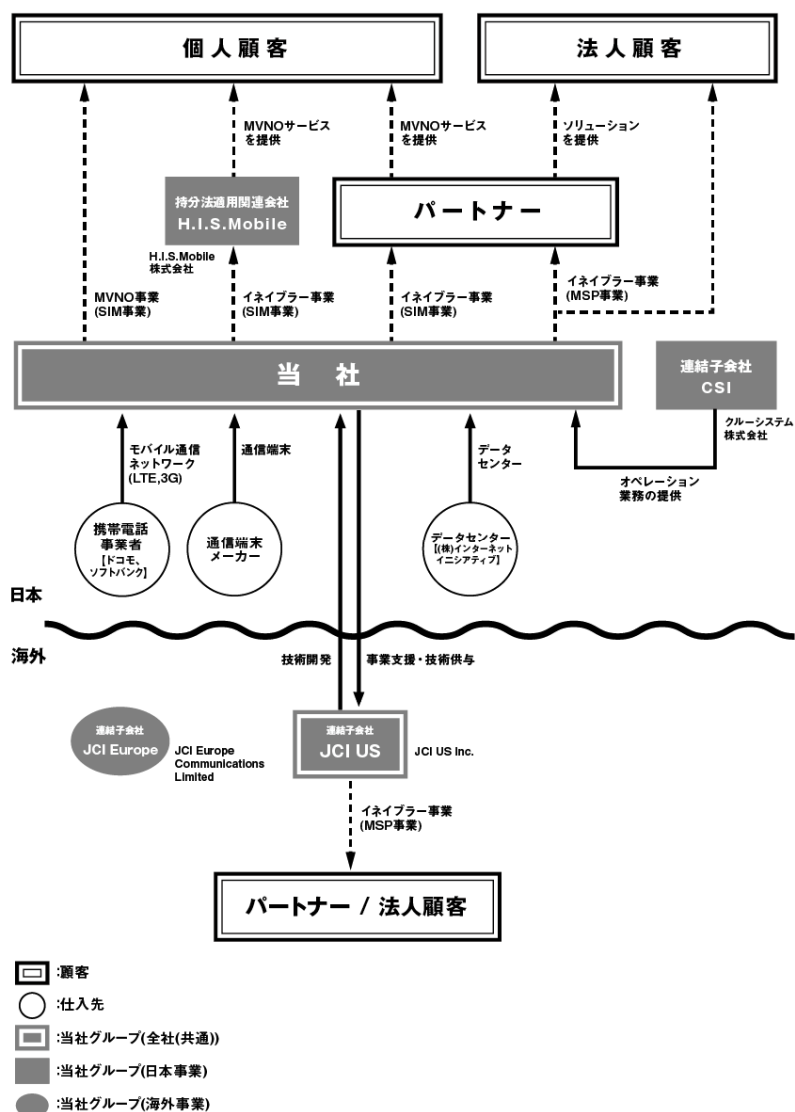 個人顧客
法人顧客
MVNOサービス
を提供
MVNOサービス
を提供
ソリューション
を提供
持分法適用関連会社
H.I.S.Mobile
パートナー
H.I.S.Mobile
株式会社
MVNO事業
(SIM事業)
イネイブラー事業
(SIM事業)
イネイブラー事業
(SIM事業)
イネイブラー事業
(MSP事業)
当 社
連結子会社
CSI
クルーシステム
株式会社
モバイル通信
ネットワーク
(LTE,3G)
通信端末
データ
センター
オペレーション
業務の提供
携帯電話
事業者
【ドコモ、
ソフトバンク】
通信端末
メーカー
データセンター
【(株)インターネット
イニシアティブ】
日本
海外
技術開発
事業支援・技術供与
連結子会社
JCI Europe
JCI Europe
Communications
Limited
連結子会社
JCI US
JCI US Inc.
イネイブラー事業
(MSP事業)
パートナー / 法人顧客
:顧客
:仕入先
:当社グループ(全社(共通))
:当社グループ(日本事業)
:当社グループ(海外事業)